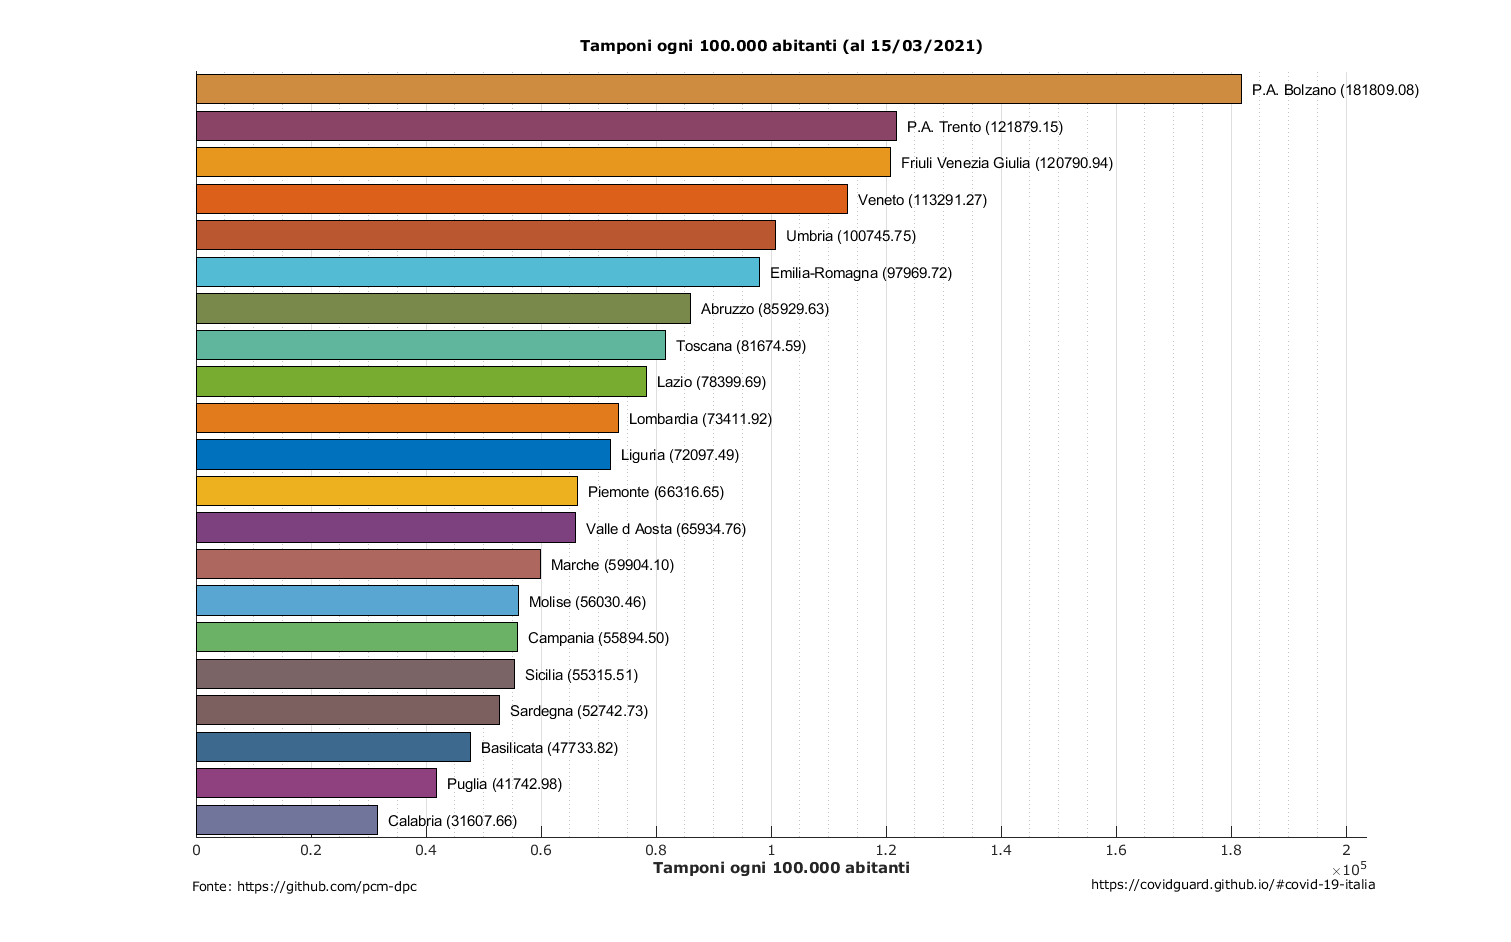 Tamponi ogni 100.000 abitanti (al 15/03/2021)
P.A. Bolzano (181809.08)
P.A. Trento (121879.15)
Friuli Venezia Giulia (120790.94)
Veneto (113291.27)
Umbria (100745.75)
Emilia-Romagna (97969.72)
Abruzzo (85929.63)
Toscana (81674.59)
Lazio (78399.69)
Lombardia (73411.92)
Liguria (72097.49)
Piemonte (66316.65)
Valle d Aosta (65934.76)
Marche (59904.10)
Molise (56030.46)
Campania (55894.50)
Sicilia (55315.51)
Sardegna (52742.73)
Basilicata (47733.82)
Puglia (41742.98)
Calabria (31607.66)
0 0.2 0.4 0.6 0.8 1 1.2 1.4 1.6 1.8 2
×10⁵
Tamponi ogni 100.000 abitanti
Fonte: https://github.com/pcm-dpc
https://covidguard.github.io/#covid-19-italia